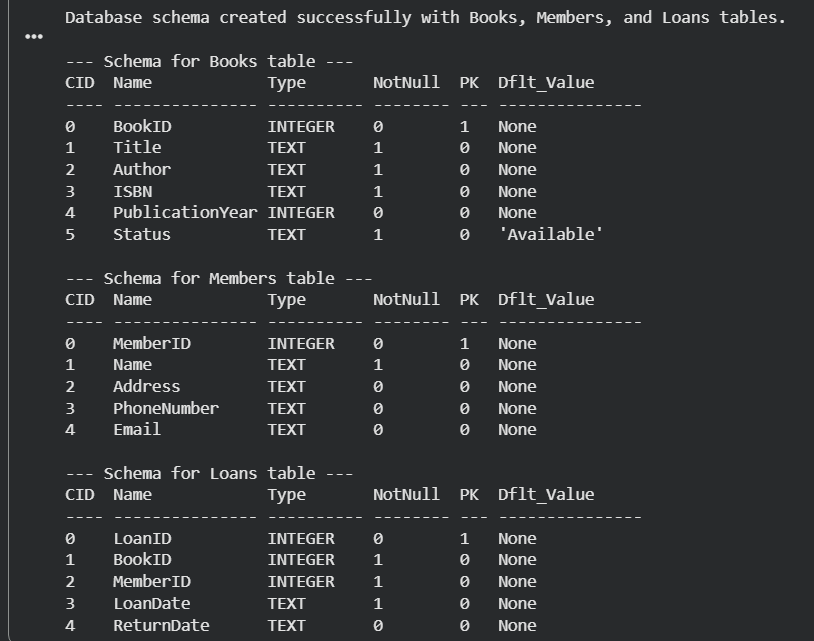 Database schema created successfully with Books, Members, and Loans tables.
•••
--- Schema for Books table ---
CID  Name            Type       NotNull  PK  Dflt_Value
---- --------------- ---------- -------- --- ---------------
0    BookID          INTEGER    0        1   None
1    Title           TEXT       1        0   None
2    Author          TEXT       1        0   None
3    ISBN            TEXT       1        0   None
4    PublicationYear INTEGER    0        0   None
5    Status          TEXT       1        0   'Available'

--- Schema for Members table ---
CID  Name            Type       NotNull  PK  Dflt_Value
---- --------------- ---------- -------- --- ---------------
0    MemberID        INTEGER    0        1   None
1    Name            TEXT       1        0   None
2    Address         TEXT       0        0   None
3    PhoneNumber     TEXT       0        0   None
4    Email           TEXT       0        0   None

--- Schema for Loans table ---
CID  Name            Type       NotNull  PK  Dflt_Value
---- --------------- ---------- -------- --- ---------------
0    LoanID          INTEGER    0        1   None
1    BookID          INTEGER    1        0   None
2    MemberID        INTEGER    1        0   None
3    LoanDate        TEXT       1        0   None
4    ReturnDate      TEXT       0        0   None